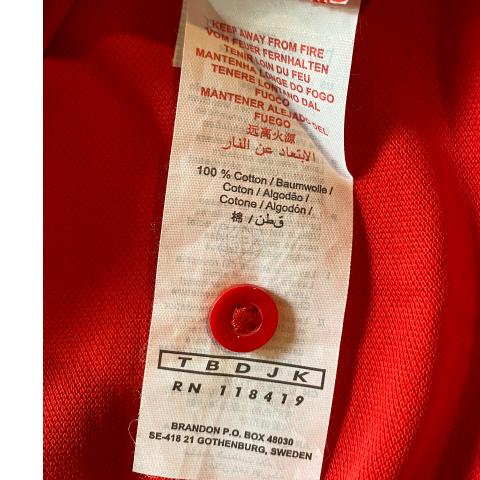 KEEP AWAY FROM FIRE
VOM FEUER FERNHALTEN
TENIR LOIN DU FEU
MANTENHA LONGE DO FOGO
TENERE LONTANO DAL
FUOCO
MANTENER ALEJADO DEL
FUEGO
远离火源
الابتعاد عن النار
100 % Cotton / Baumwolle /
Coton / Algodão /
Cotone / Algodón /
棉 / قطن /
T B D J K
RN 118419
BRANDON P.O. BOX 48030
SE-418 21 GOTHENBURG, SWEDEN